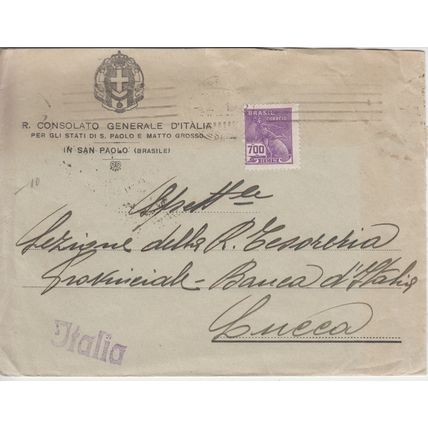 R. CONSOLATO GENERALE D'ITALIA
PER GLI STATI DI S. PAOLO E MATTO GROSSO
IN SAN PAOLO (BRASILE)
BRASIL
CORREIO
700
10
Spett.le
Sezione della R. Tesoreria
Provinciale - Banca d'Italia
Lucca
Italia